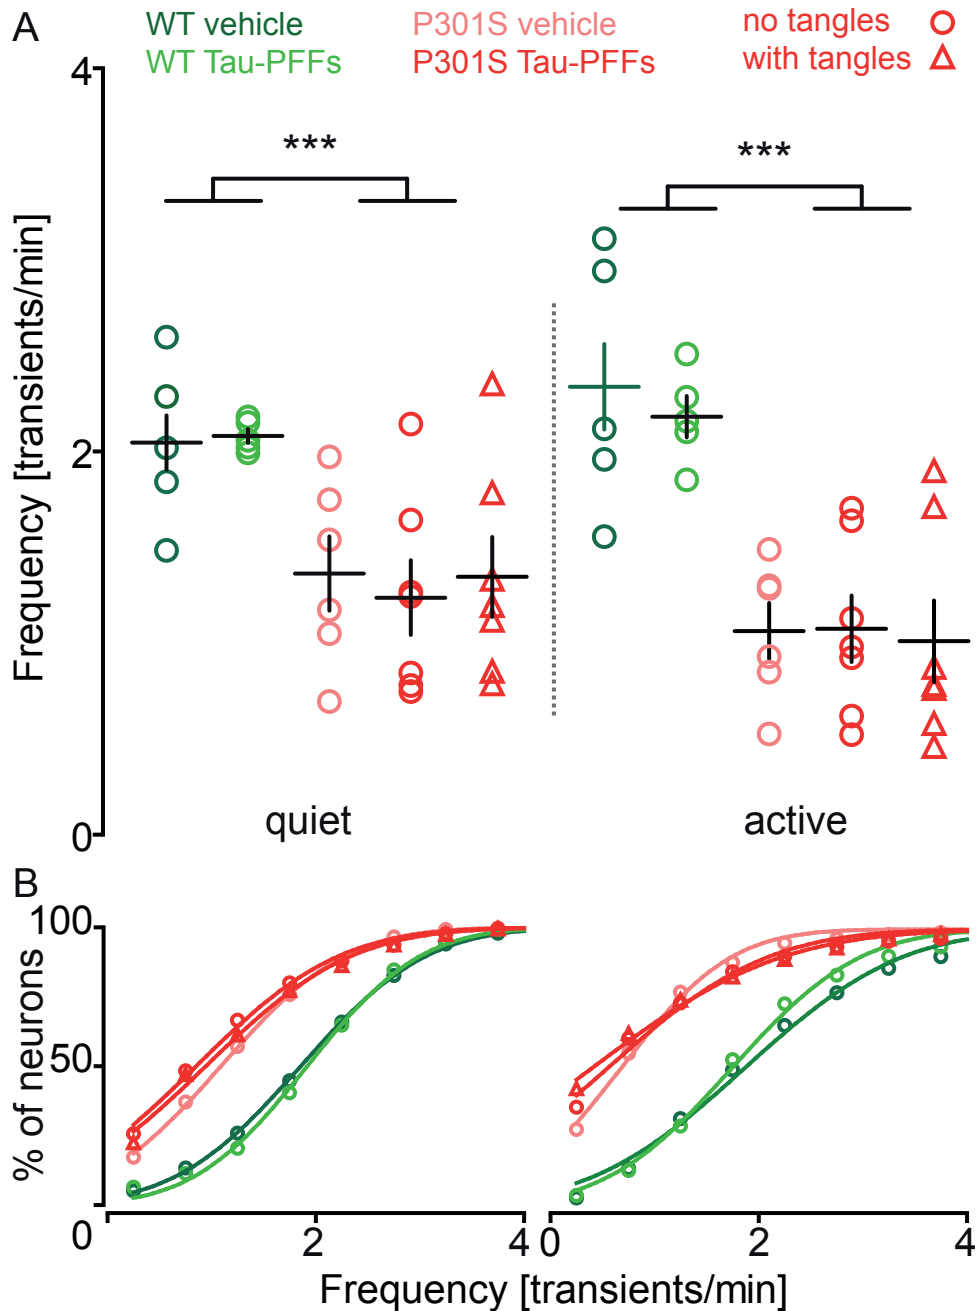 A
WT vehicle P301S vehicle no tangles
WT Tau-PFFs P301S Tau-PFFs with tangles
4
*** ***
Frequency [transients/min]
2
0
quiet active
B
100
50
% of neurons
0
2 4 0 2 4
Frequency [transients/min]